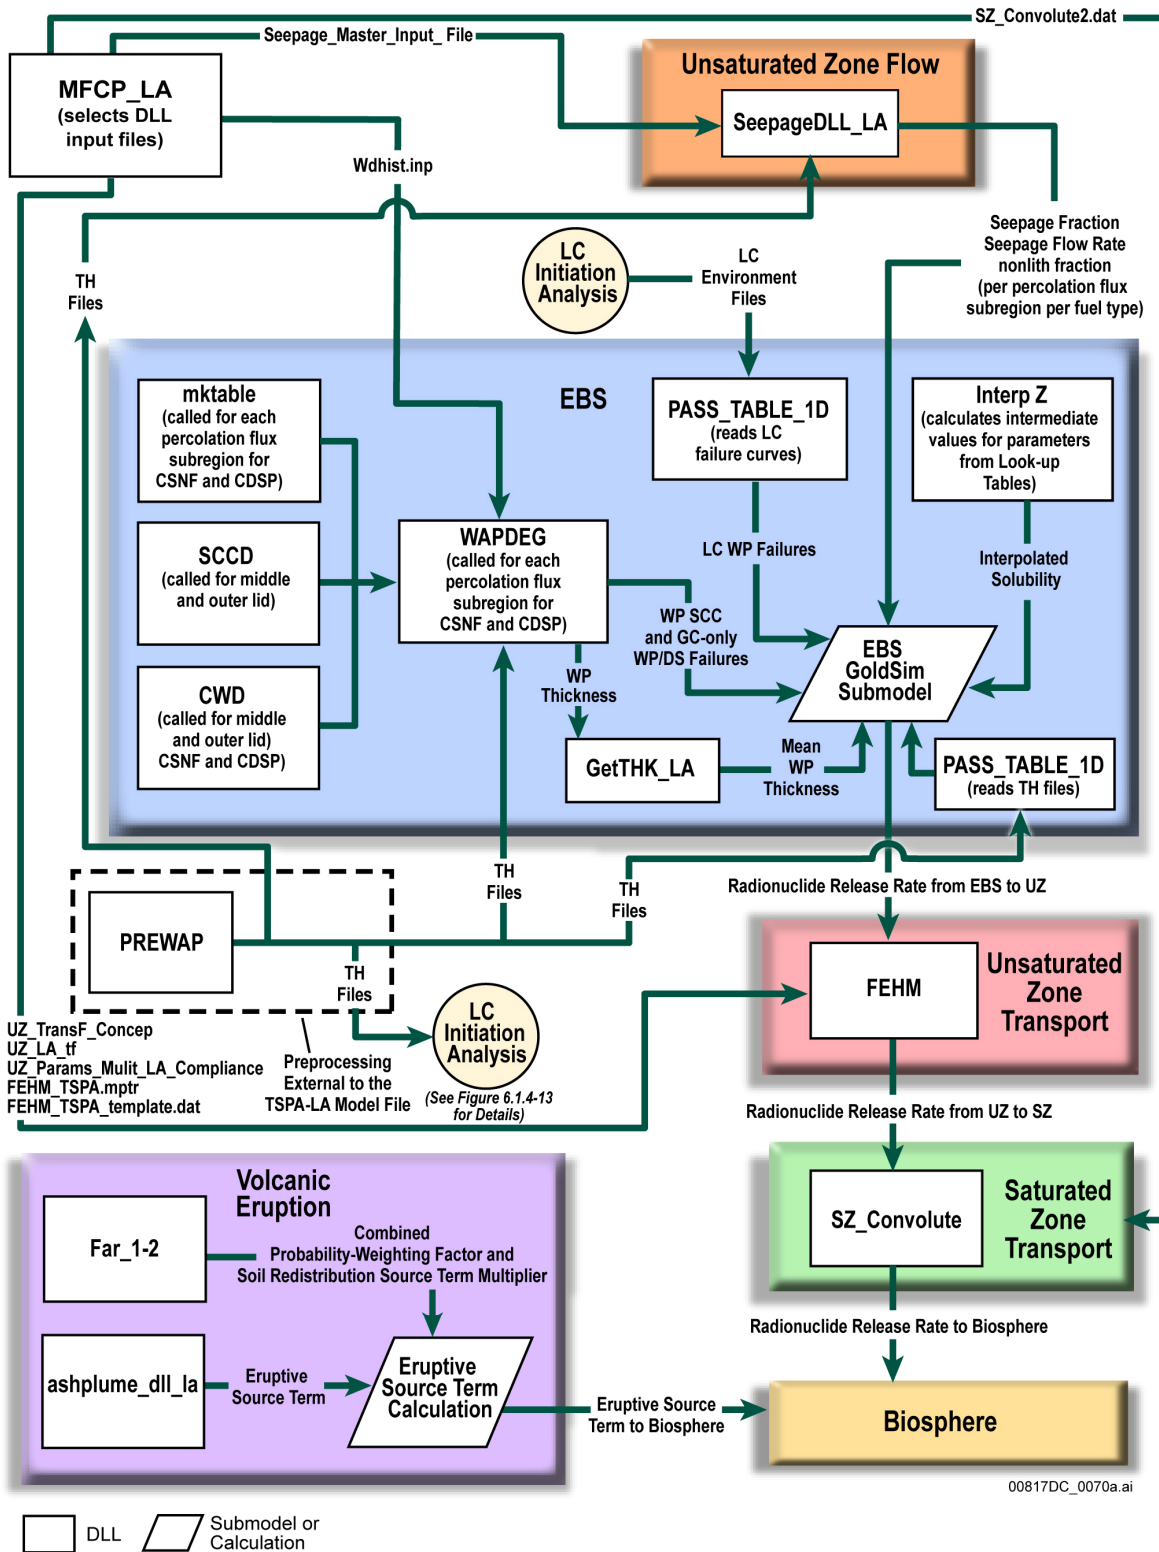 SZ_Convolute2.dat
Seepage_Master_Input_ File
MFCP_LA
(selects DLL
input files)
Unsaturated Zone Flow
SeepageDLL_LA
Wdhist.inp
TH
Files
LC
Initiation
Analysis
LC
Environment
Files
Seepage Fraction
Seepage Flow Rate
nonlith fraction
(per percolation flux
subregion per fuel type)
EBS
mktable
(called for each
percolation flux
subregion for
CSNF and CDSP)
PASS_TABLE_1D
(reads LC
failure curves)
Interp Z
(calculates intermediate
values for parameters
from Look-up
Tables)
SCCD
(called for middle
and outer lid)
WAPDEG
(called for each
percolation flux
subregion for
CSNF and CDSP)
LC WP Failures
Interpolated
Solubility
WP SCC
and GC-only
WP/DS Failures
EBS
GoldSim
Submodel
CWD
(called for middle
and outer lid)
CSNF and CDSP)
WP
Thickness
GetTHK_LA
Mean
WP
Thickness
PASS_TABLE_1D
(reads TH files)
TH
Files
TH
Files
Radionuclide Release Rate from EBS to UZ
PREWAP
TH
Files
LC
Initiation
Analysis
(See Figure 6.1.4-13
for Details)
Preprocessing
External to the
TSPA-LA Model File
UZ_TransF_Concep
UZ_LA_tf
UZ_Params_Mulit_LA_Compliance
FEHM_TSPA.mptr
FEHM_TSPA_template.dat
FEHM
Unsaturated
Zone
Transport
Radionuclide Release Rate from UZ to SZ
SZ_Convolute
Saturated
Zone
Transport
Radionuclide Release Rate to Biosphere
Volcanic
Eruption
Far_1-2
Combined
Probability-Weighting Factor and
Soil Redistribution Source Term Multiplier
ashplume_dll_la
Eruptive
Source Term
Eruptive
Source Term
Calculation
Eruptive Source
Term to Biosphere
Biosphere
00817DC_0070a.ai
DLL
Submodel or
Calculation